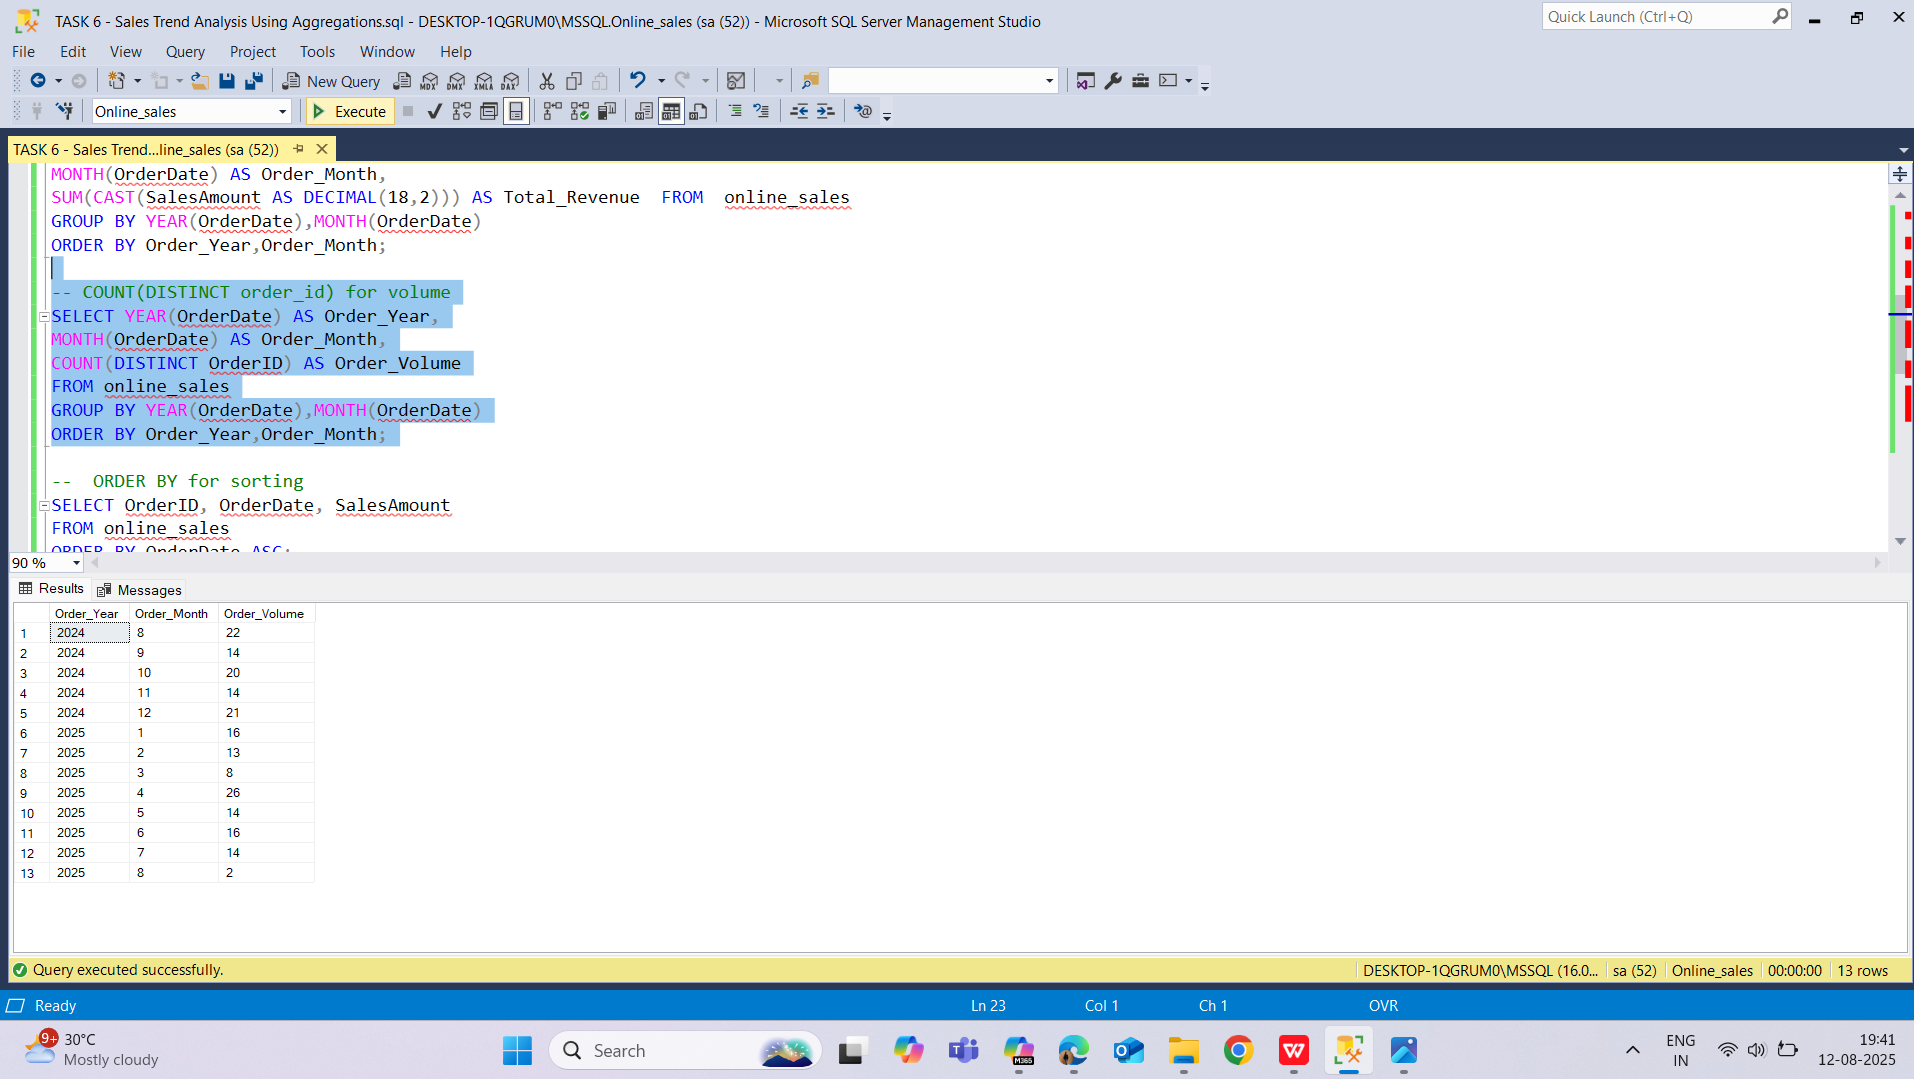 TASK 6 - Sales Trend Analysis Using Aggregations.sql - DESKTOP-1QGRUM0\MSSQL.Online_sales (sa (52)) - Microsoft SQL Server Management Studio
Quick Launch (Ctrl+Q)
File Edit View Query Project Tools Window Help
New Query MDX DMX XMLA DAX
Online_sales Execute
TASK 6 - Sales Trend...line_sales (sa (52))
MONTH(OrderDate) AS Order_Month,
SUM(CAST(SalesAmount AS DECIMAL(18,2))) AS Total_Revenue  FROM  online_sales
GROUP BY YEAR(OrderDate),MONTH(OrderDate)
ORDER BY Order_Year,Order_Month;
-- COUNT(DISTINCT order_id) for volume
SELECT YEAR(OrderDate) AS Order_Year,
MONTH(OrderDate) AS Order_Month,
COUNT(DISTINCT OrderID) AS Order_Volume
FROM online_sales
GROUP BY YEAR(OrderDate),MONTH(OrderDate)
ORDER BY Order_Year,Order_Month;
--  ORDER BY for sorting
SELECT OrderID, OrderDate, SalesAmount
FROM online_sales
ORDER BY OrderDate ASC;
90 %
Results Messages
Order_Year Order_Month Order_Volume
1 2024 8 22
2 2024 9 14
3 2024 10 20
4 2024 11 14
5 2024 12 21
6 2025 1 16
7 2025 2 13
8 2025 3 8
9 2025 4 26
10 2025 5 14
11 2025 6 16
12 2025 7 14
13 2025 8 2
Query executed successfully. DESKTOP-1QGRUM0\MSSQL (16.0... sa (52) Online_sales 00:00:00 13 rows
Ready Ln 23 Col 1 Ch 1 OVR
9+ 30°C
Mostly cloudy
Search
M365
ENG
IN
19:41
12-08-2025